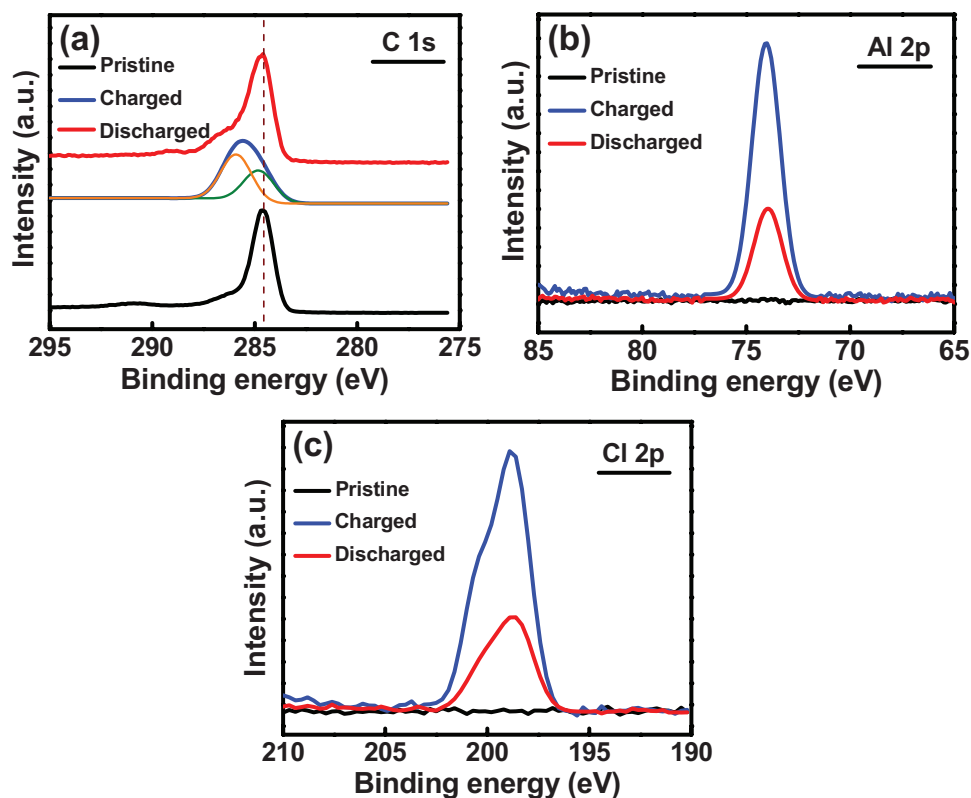 (a)
C 1s
Pristine
Charged
Discharged
Intensity (a.u.)
295 290 285 280 275
Binding energy (eV)
(b)
Al 2p
Pristine
Charged
Discharged
Intensity (a.u.)
85 80 75 70 65
Binding energy (eV)
(c)
Cl 2p
Pristine
Charged
Discharged
Intensity (a.u.)
210 205 200 195 190
Binding energy (eV)